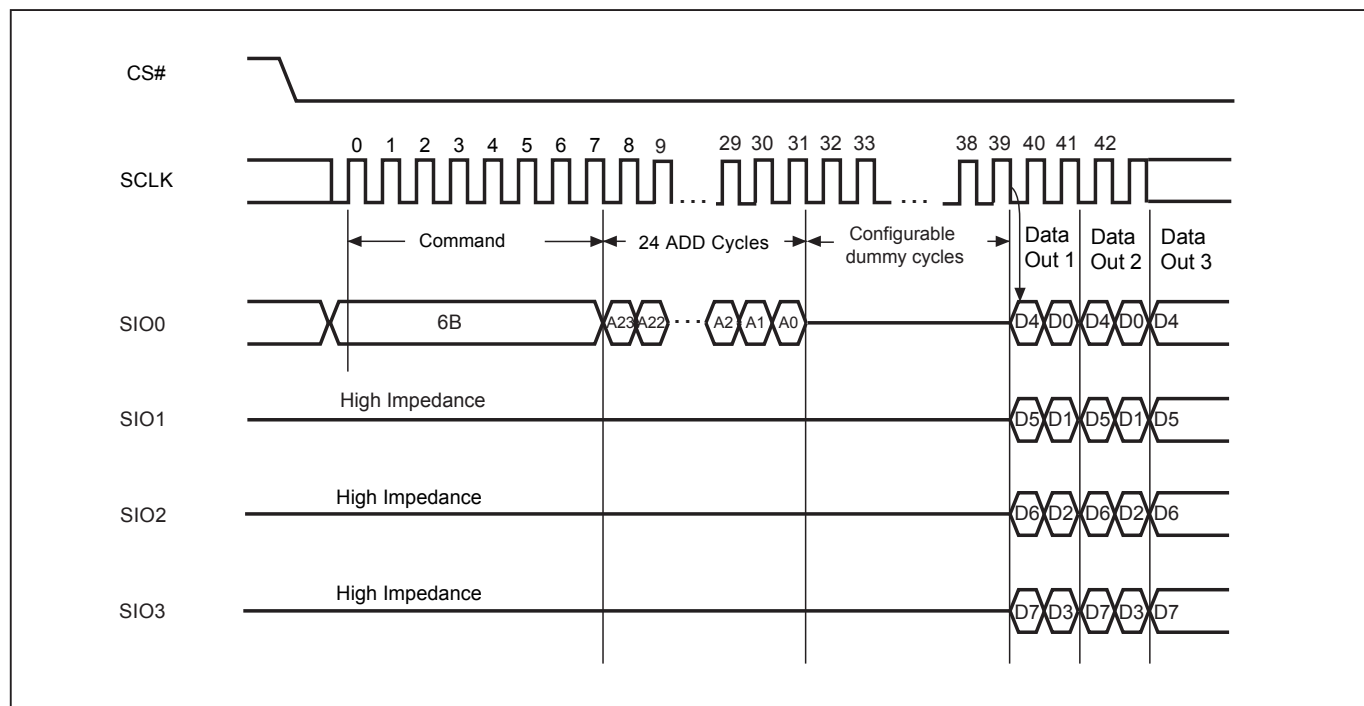 CS#
0 1 2 3 4 5 6 7 8 9 29 30 31 32 33 38 39 40 41 42
SCLK
Command 24 ADD Cycles Configurable dummy cycles Data Out 1 Data Out 2 Data Out 3
SIO0 6B A23 A22 A2 A1 A0 D4 D0 D4 D0 D4
High Impedance
SIO1 D5 D1 D5 D1 D5
High Impedance
SIO2 D6 D2 D6 D2 D6
High Impedance
SIO3 D7 D3 D7 D3 D7